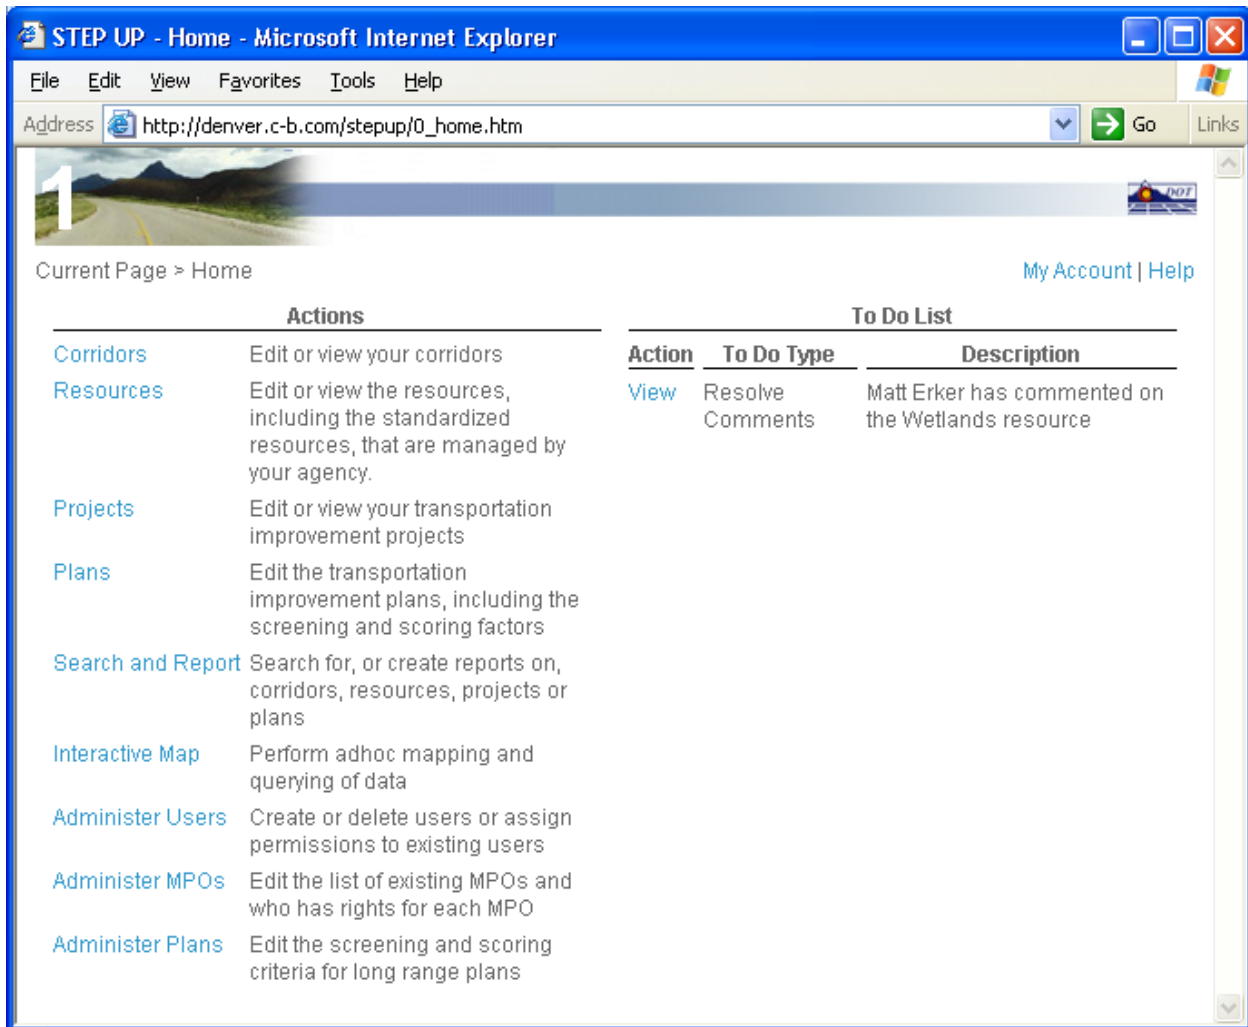 STEP UP - Home - Microsoft Internet Explorer
File Edit View Favorites Tools Help
Address http://denver.c-b.com/stepup/0_home.htm Go Links
1
DOT
Current Page > Home
My Account | Help
Actions
Corridors Edit or view your corridors
Resources Edit or view the resources,
including the standardized
resources, that are managed by
your agency.
Projects Edit or view your transportation
improvement projects
Plans Edit the transportation
improvement plans, including the
screening and scoring factors
Search and Report Search for, or create reports on,
corridors, resources, projects or
plans
Interactive Map Perform adhoc mapping and
querying of data
Administer Users Create or delete users or assign
permissions to existing users
Administer MPOs Edit the list of existing MPOs and
who has rights for each MPO
Administer Plans Edit the screening and scoring
criteria for long range plans
To Do List
Action To Do Type Description
View Resolve Matt Erker has commented on
Comments the Wetlands resource